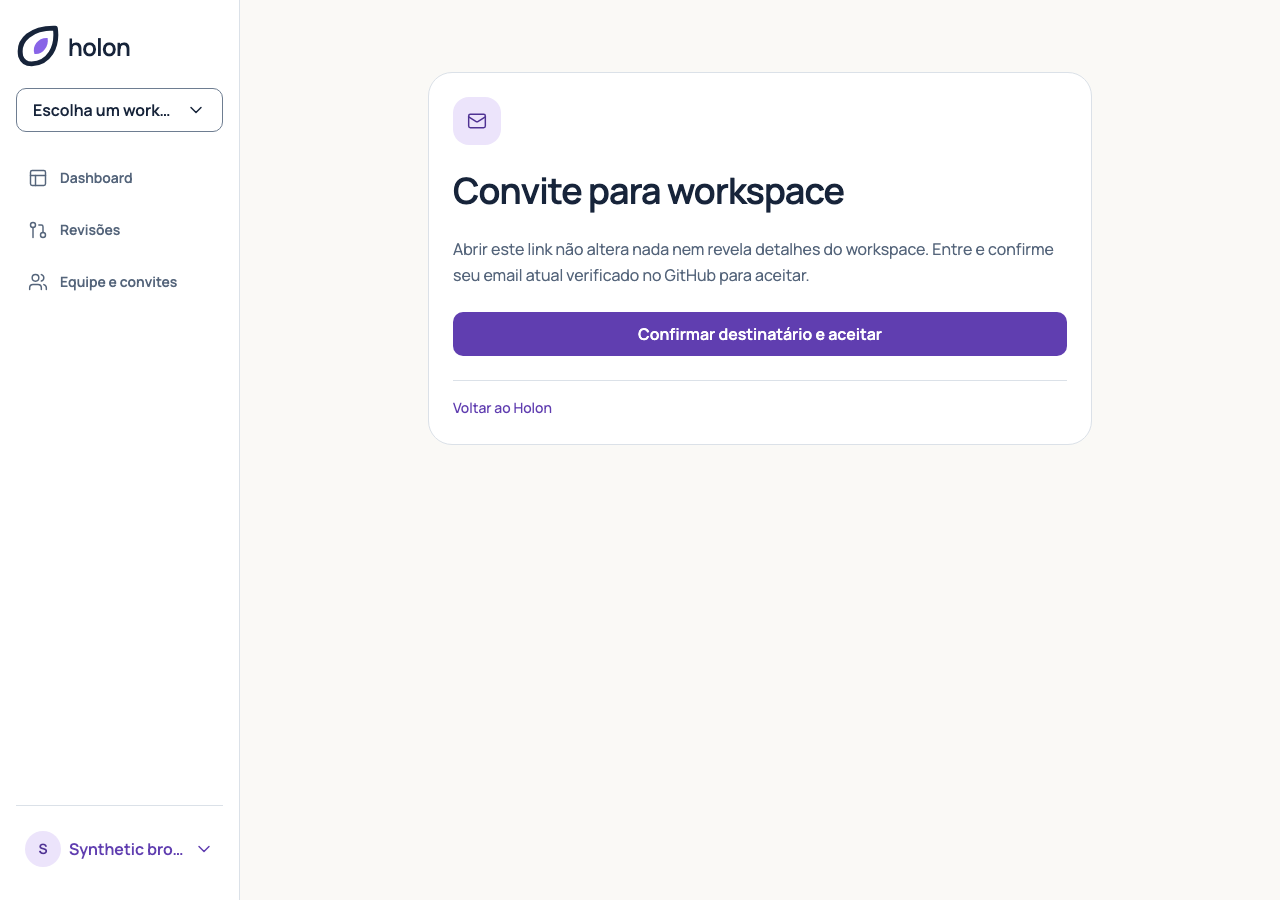 holon
Escolha um work...
Dashboard
Revisões
Equipe e convites
Convite para workspace
Abrir este link não altera nada nem revela detalhes do workspace. Entre e confirme
seu email atual verificado no GitHub para aceitar.
Confirmar destinatário e aceitar
Voltar ao Holon
S
Synthetic bro...